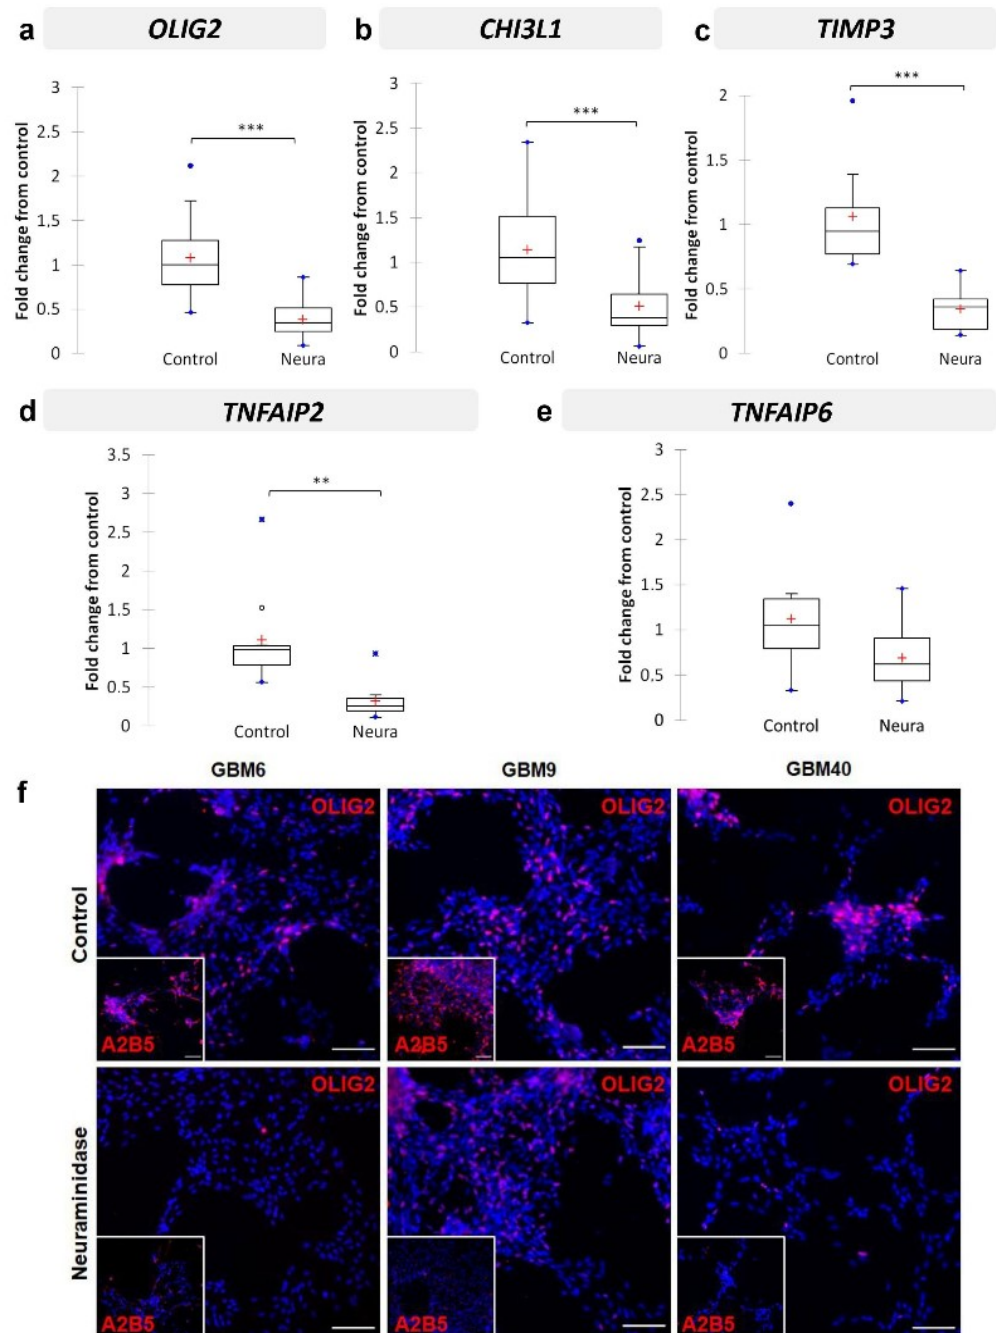 a OLIG2 b CHI3L1 c TIMP3
Fold change from control
3
2.5
2
1.5
1
0.5
0
***
Control Neura
Fold change from control
3
2.5
2
1.5
1
0.5
0
***
Control Neura
Fold change from control
2
1.5
1
0.5
0
***
Control Neura
d TNFAIP2 e TNFAIP6
Fold change from control
3.5
3
2.5
2
1.5
1
0.5
0
**
Control Neura
Fold change from control
3
2.5
2
1.5
1
0.5
0
Control Neura
f
GBM6 GBM9 GBM40
Control
OLIG2 OLIG2 OLIG2
A2B5 A2B5 A2B5
Neuraminidase
OLIG2 OLIG2 OLIG2
A2B5 A2B5 A2B5